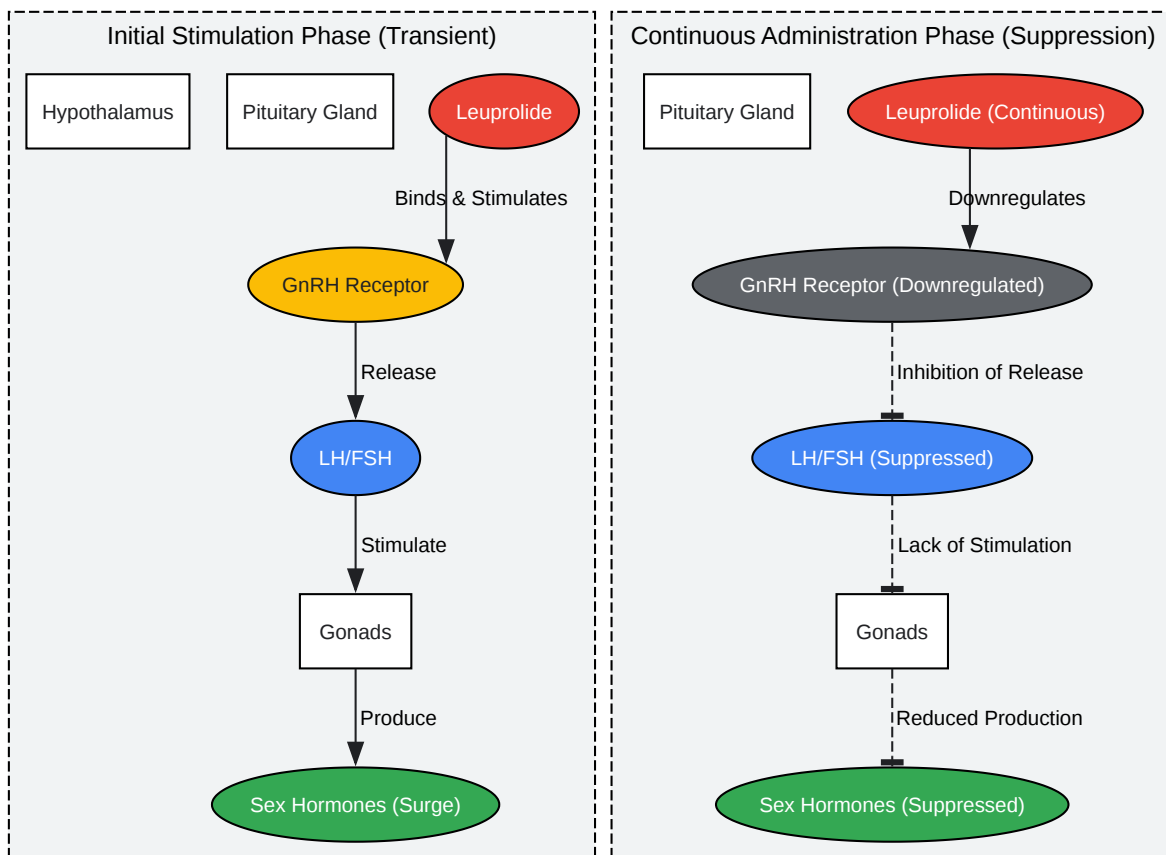 Initial Stimulation Phase (Transient)
Hypothalamus
Pituitary Gland
Leuprolide
Binds & Stimulates
GnRH Receptor
Release
LH/FSH
Stimulate
Gonads
Produce
Sex Hormones (Surge)
Continuous Administration Phase (Suppression)
Pituitary Gland
Leuprolide (Continuous)
Downregulates
GnRH Receptor (Downregulated)
Inhibition of Release
LH/FSH (Suppressed)
Lack of Stimulation
Gonads
Reduced Production
Sex Hormones (Suppressed)